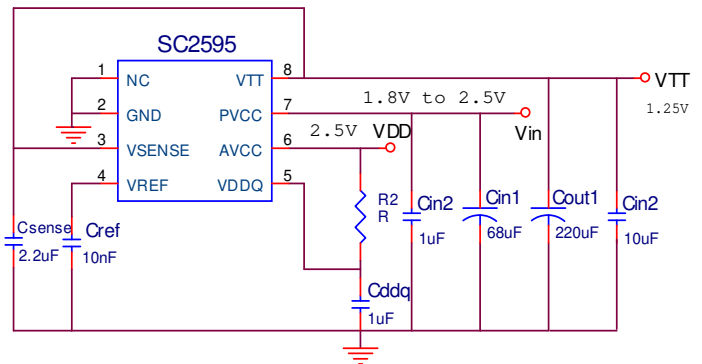 SC2595
1 NC VTT 8 VTT
1.8V to 2.5V 1.25V
2 GND PVCC 7
2.5V VDD Vin
3 VSENSE AVCC 6
4 VREF VDDQ 5
R2 Cin2 Cin1 Cout1 Cin2
R
Csense Cref
2.2uF 10nF 1uF 68uF 220uF 10uF
Cddq
1uF